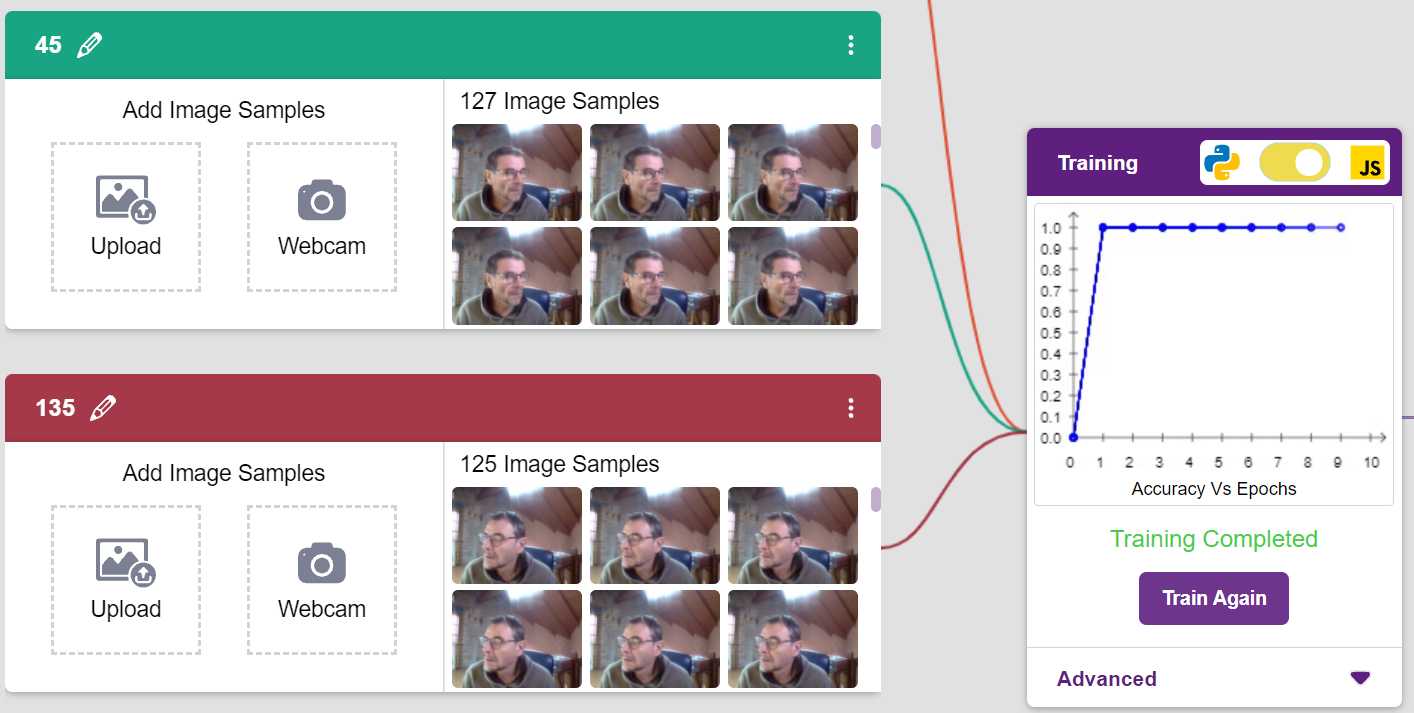 45
Add Image Samples
127 Image Samples
Upload
Webcam
135
Add Image Samples
125 Image Samples
Upload
Webcam
Training
JS
1.0
0.9
0.8
0.7
0.6
0.5
0.4
0.3
0.2
0.1
0.0
0 1 2 3 4 5 6 7 8 9 10
Accuracy Vs Epochs
Training Completed
Train Again
Advanced